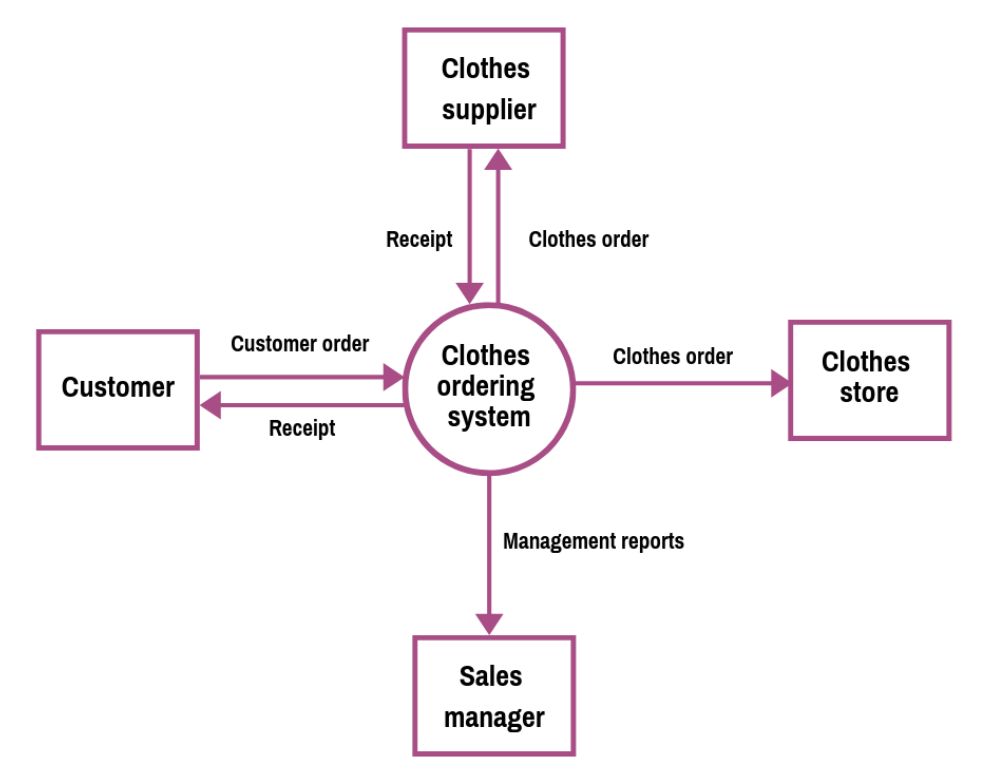 Clothes
supplier
Receipt
Clothes order
Customer
Customer order
Receipt
Clothes
ordering
system
Clothes order
Clothes
store
Management reports
Sales
manager